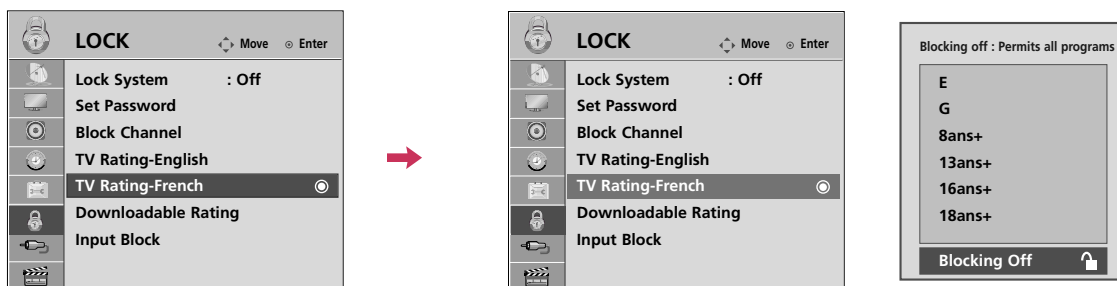 LOCK
Move Enter
Lock System : Off
Set Password
Block Channel
TV Rating-English
TV Rating-French
Downloadable Rating
Input Block
LOCK
Move Enter
Lock System : Off
Set Password
Block Channel
TV Rating-English
TV Rating-French
Downloadable Rating
Input Block
Blocking off : Permits all programs
E
G
8ans+
13ans+
16ans+
18ans+
Blocking Off